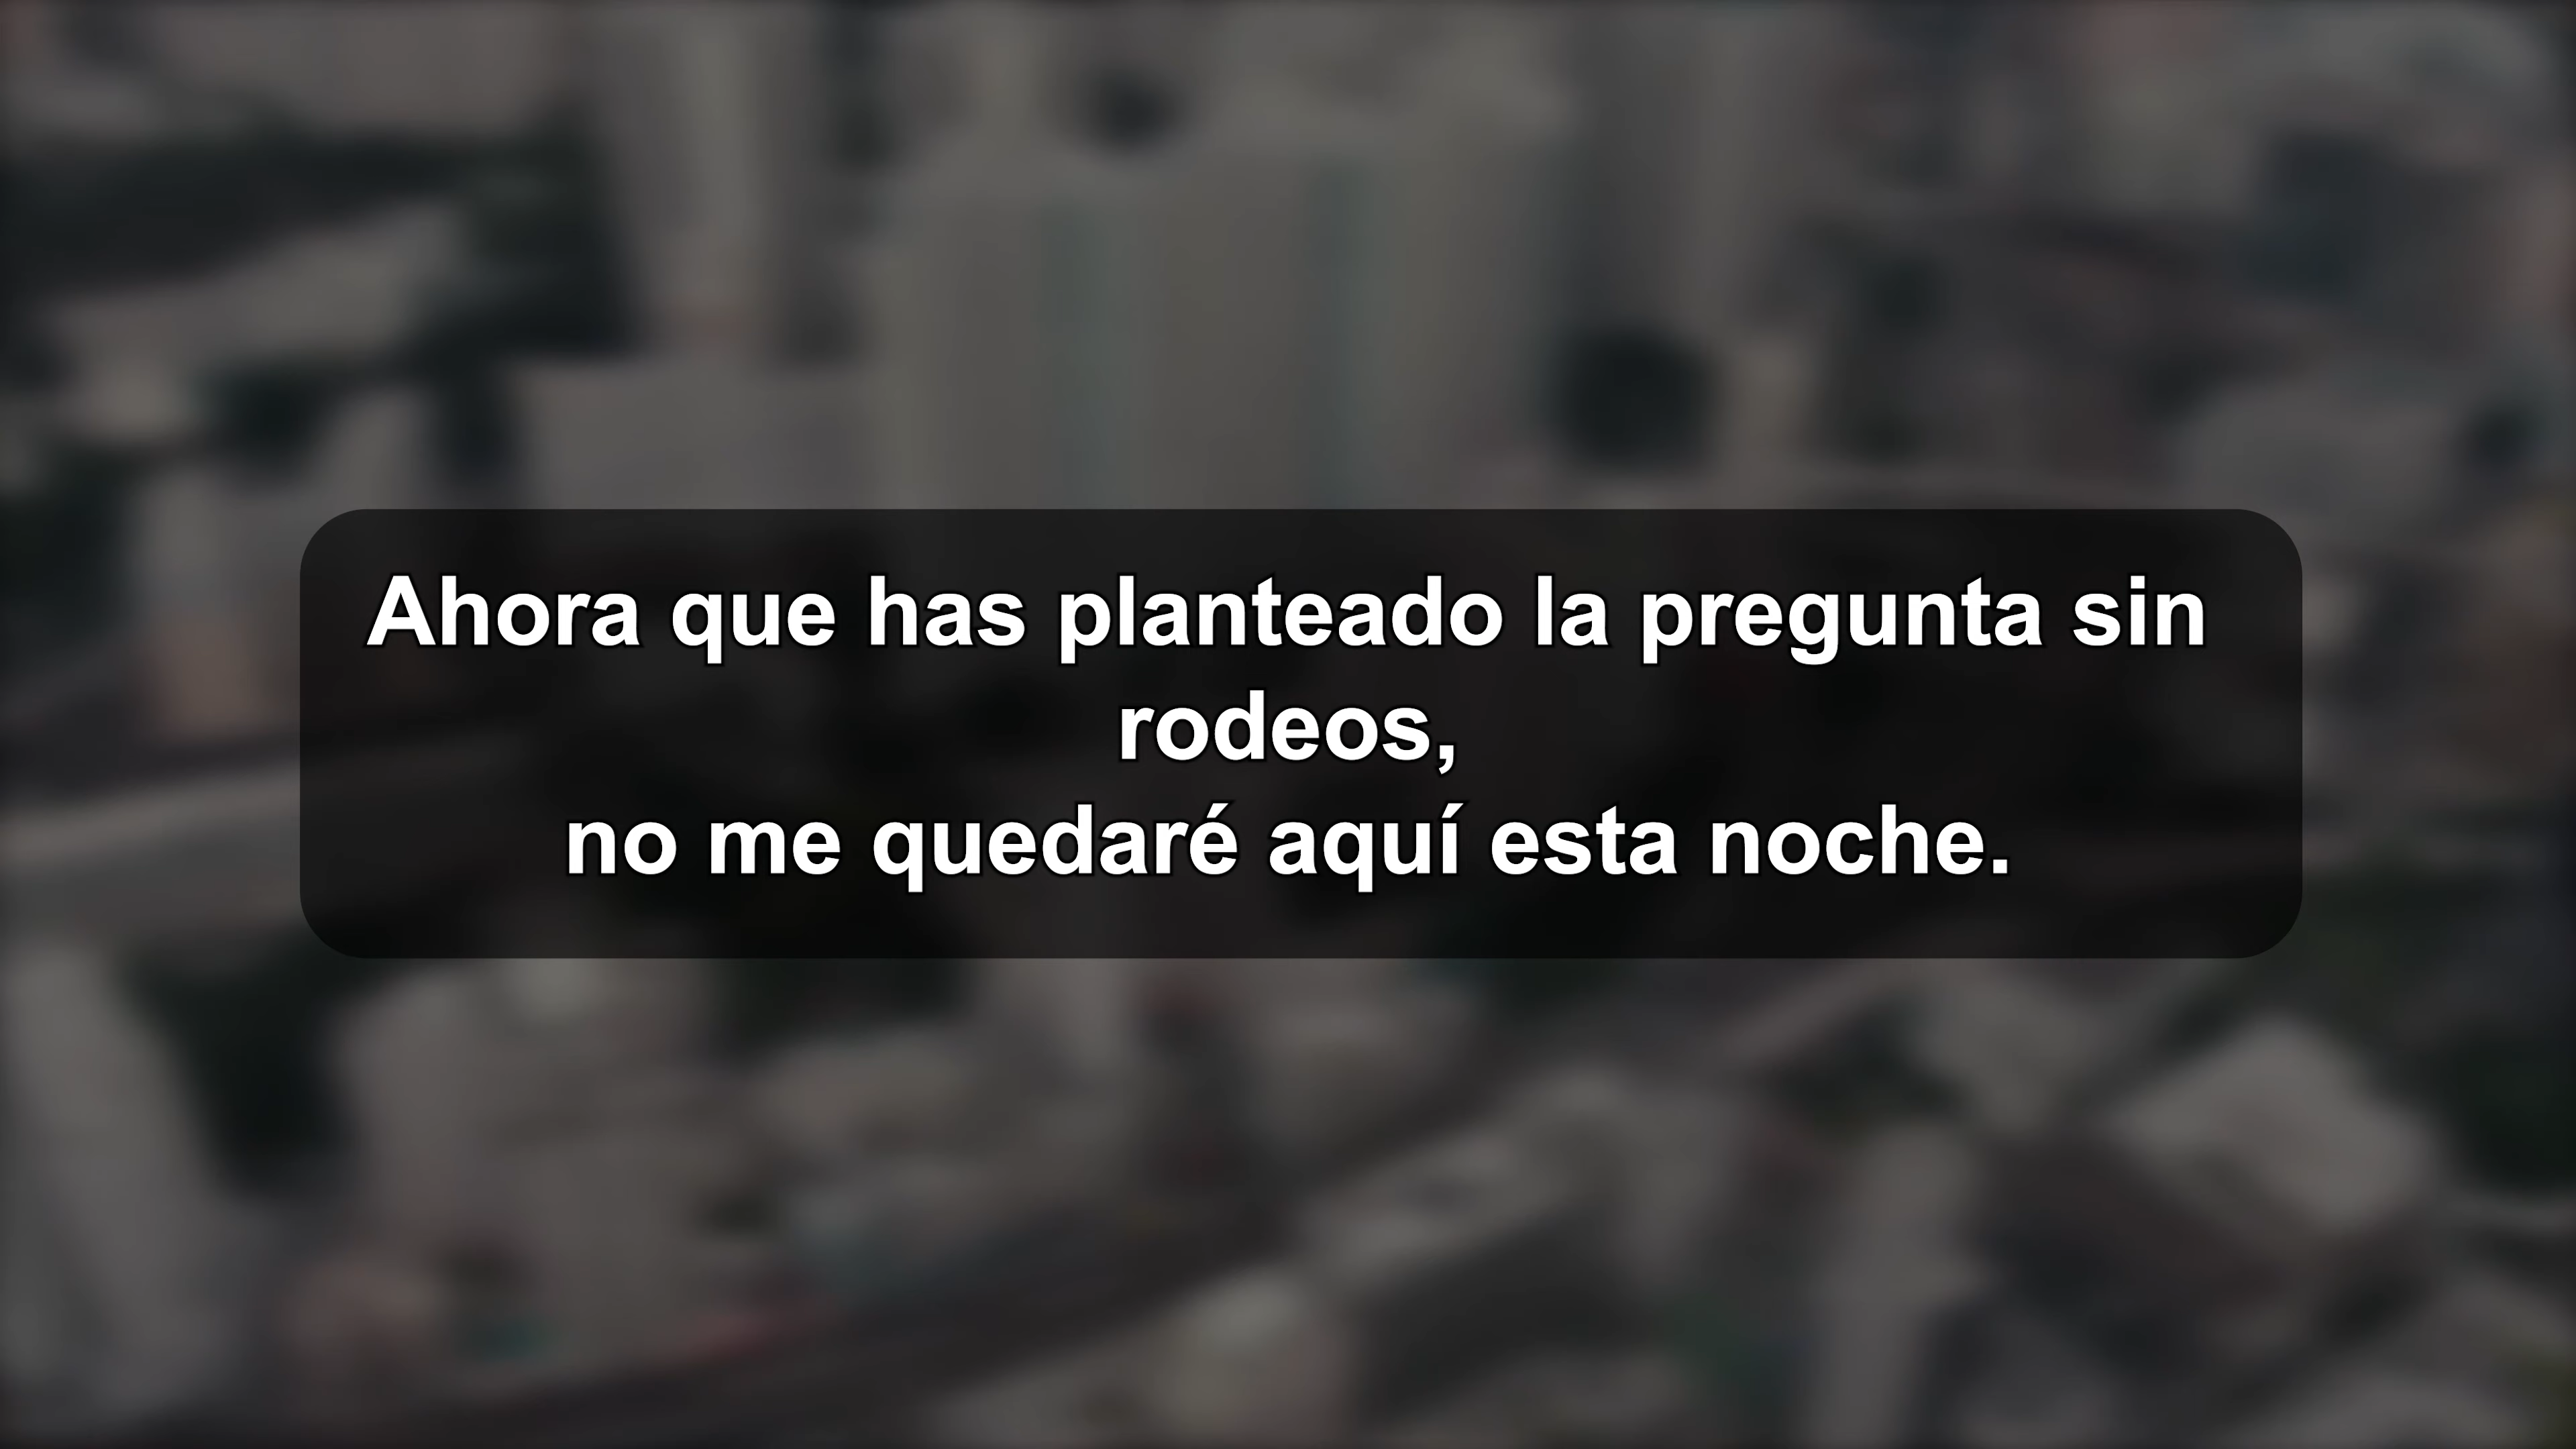 Ahora que has planteado la pregunta sin
rodeos,
no me quedaré aquí esta noche.